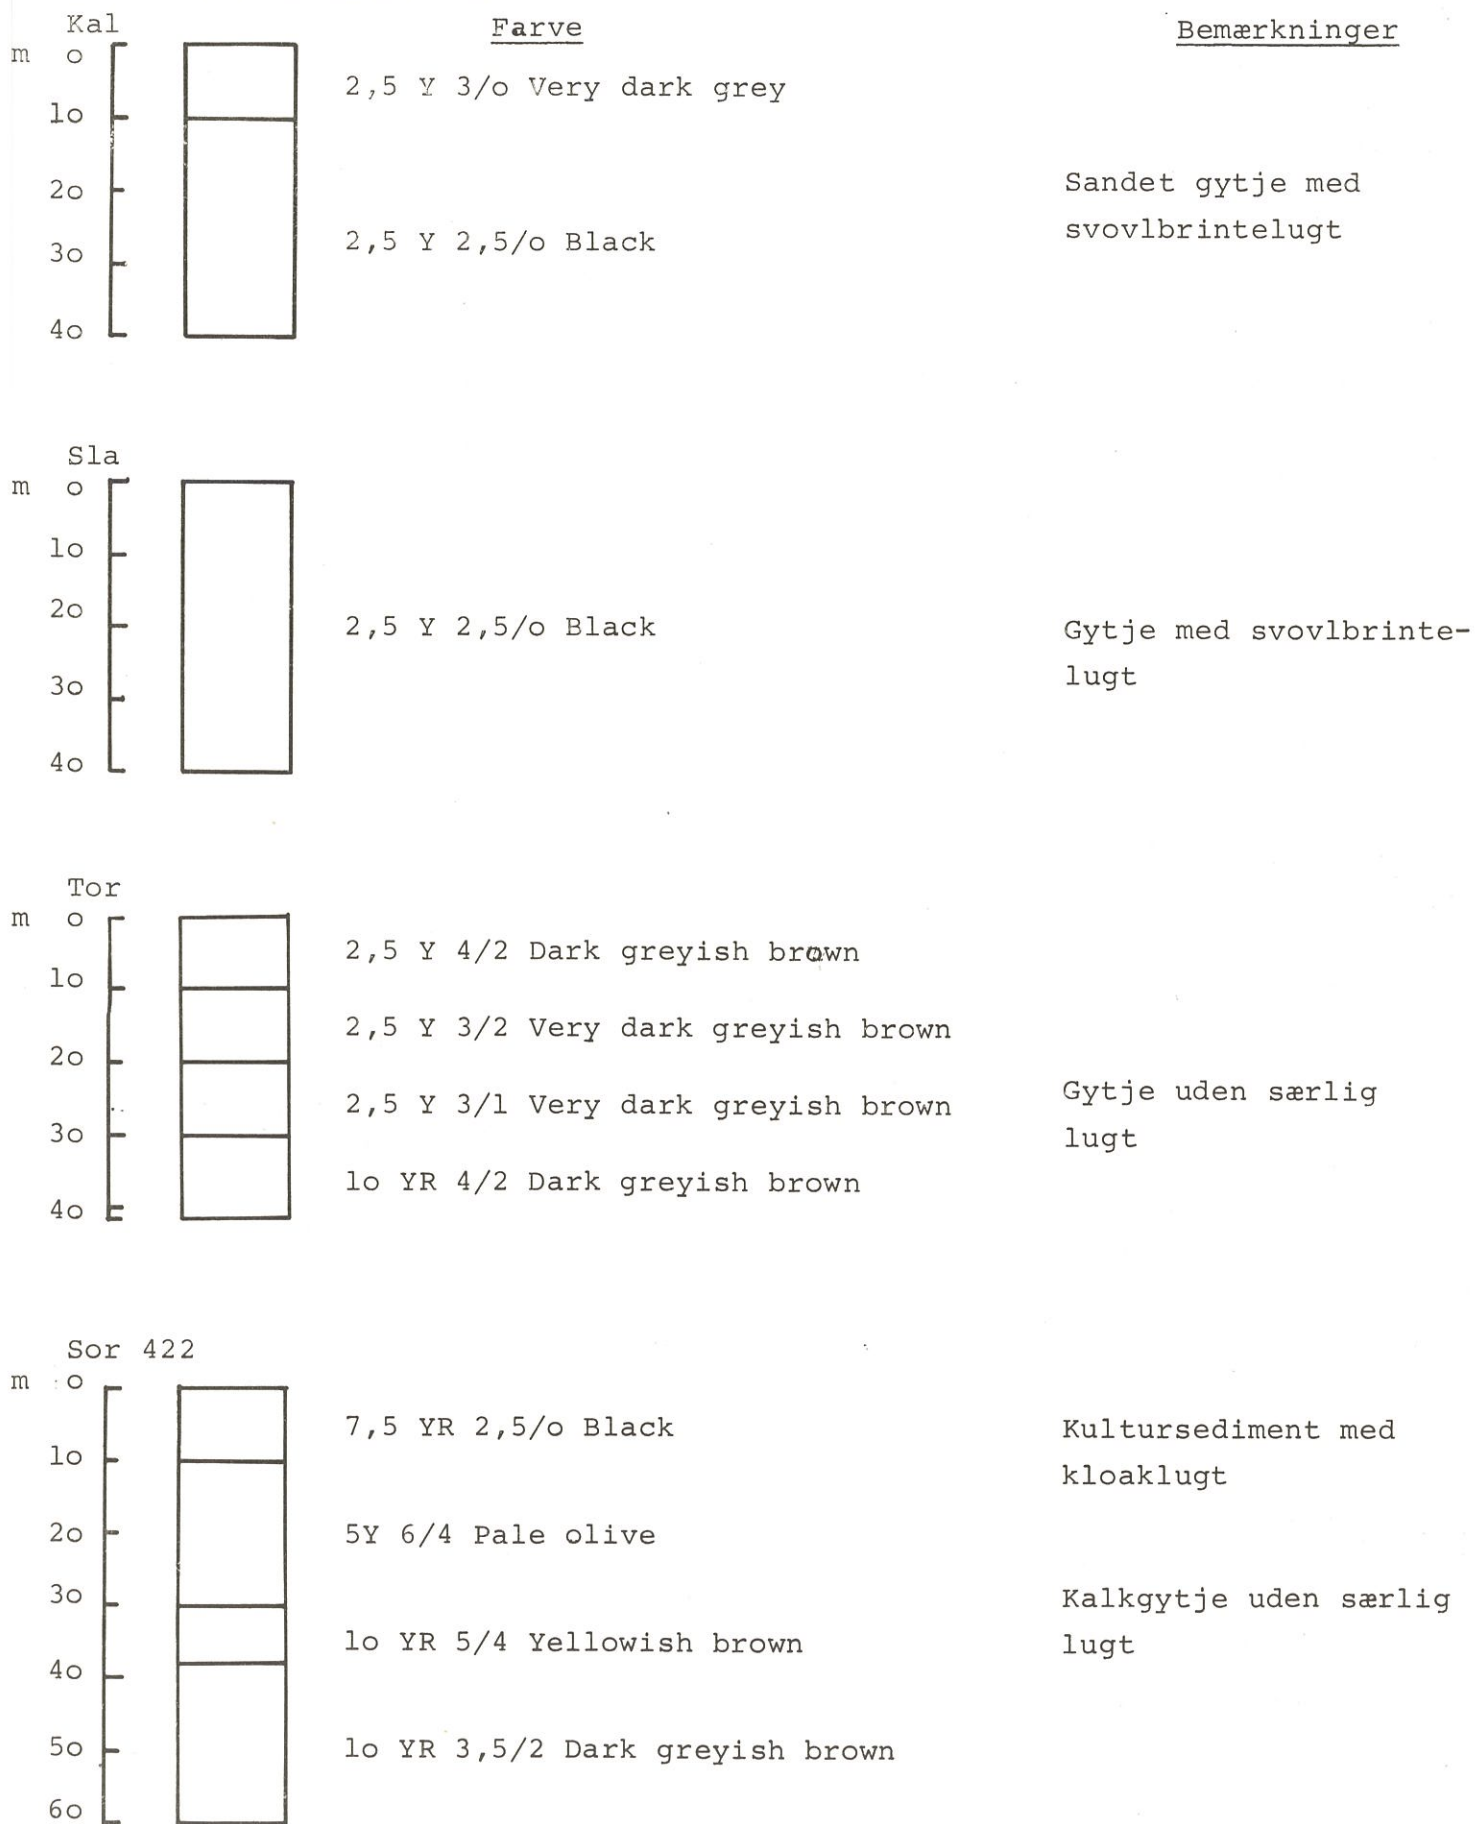 Kal
Farve
Bemærkninger
m o
2,5 Y 3/o Very dark grey
lo
2o
Sandet gytje med
svovlbrintelugt
2,5 Y 2,5/o Black
3o
4o
Sla
m o
lo
2o
2,5 Y 2,5/o Black
Gytje med svovlbrinte-
lugt
3o
4o
Tor
m o
2,5 Y 4/2 Dark greyish brown
lo
2,5 Y 3/2 Very dark greyish brown
2o
2,5 Y 3/1 Very dark greyish brown
Gytje uden særlig
lugt
3o
lo YR 4/2 Dark greyish brown
4o
Sor 422
m o
7,5 YR 2,5/o Black
Kultursediment med
kloaklugt
lo
2o
5Y 6/4 Pale olive
3o
Kalkgytje uden særlig
lugt
lo YR 5/4 Yellowish brown
4o
5o
lo YR 3,5/2 Dark greyish brown
6o